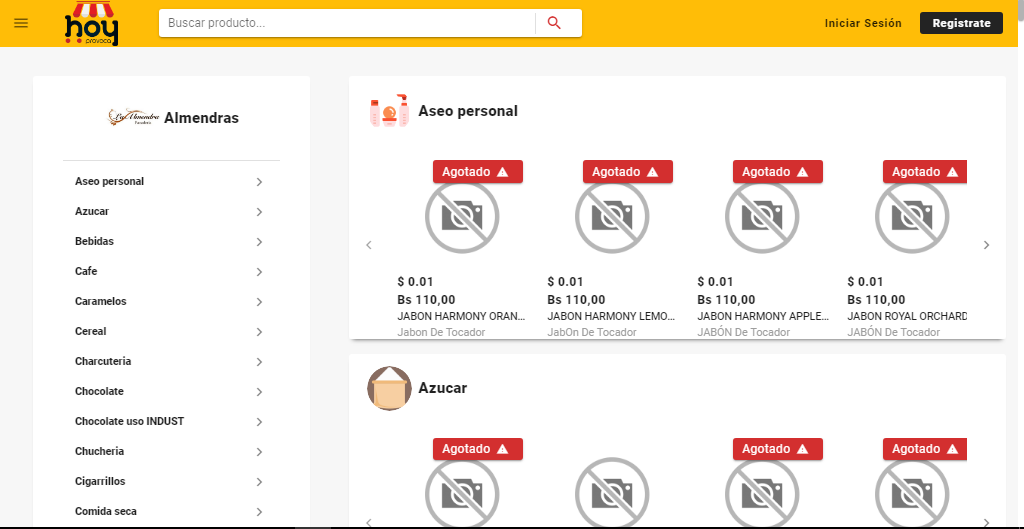 hoy
provoca
Buscar producto...
Iniciar Sesión
Registrate
La Almendra
Almendras
Aseo personal
Azucar
Bebidas
Cafe
Caramelos
Cereal
Charcuteria
Chocolate
Chocolate uso INDUST
Chucheria
Cigarrillos
Comida seca
Aseo personal
Agotado
Agotado
Agotado
Agotado
$ 0.01
$ 0.01
$ 0.01
$ 0.01
Bs 110,00
Bs 110,00
Bs 110,00
Bs 110,00
JABON HARMONY ORAN...
JABON HARMONY LEMO...
JABON HARMONY APPLE...
JABON ROYAL ORCHARD
Jabon De Tocador
JabOn De Tocador
JABÓN De Tocador
JABÓN De Tocador
Azucar
Agotado
Agotado
Agotado